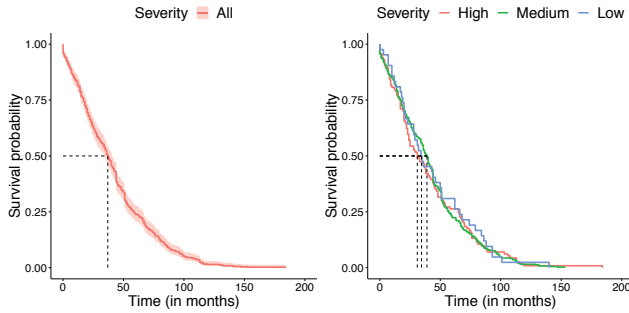 Severity All
Survival probability
1.00
0.75
0.50
0.25
0.00
0 50 100 150 200
Time (in months)
Severity High Medium Low
Survival probability
1.00
0.75
0.50
0.25
0.00
0 50 100 150 200
Time (in months)